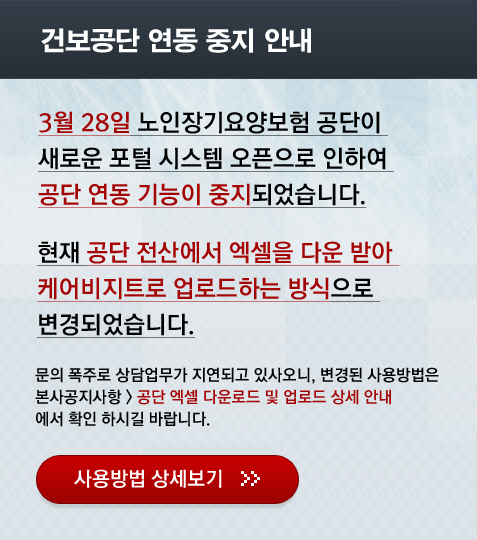 건보공단 연동 중지 안내
3월 28일 노인장기요양보험 공단이
새로운 포털 시스템 오픈으로 인하여
공단 연동 기능이 중지되었습니다.
현재 공단 전산에서 엑셀을 다운 받아
케어비지트로 업로드하는 방식으로
변경되었습니다.
문의 폭주로 상담업무가 지연되고 있사오니, 변경된 사용방법은
본사공지사항 > 공단 엑셀 다운로드 및 업로드 상세 안내
에서 확인 하시길 바랍니다.
사용방법 상세보기 >>